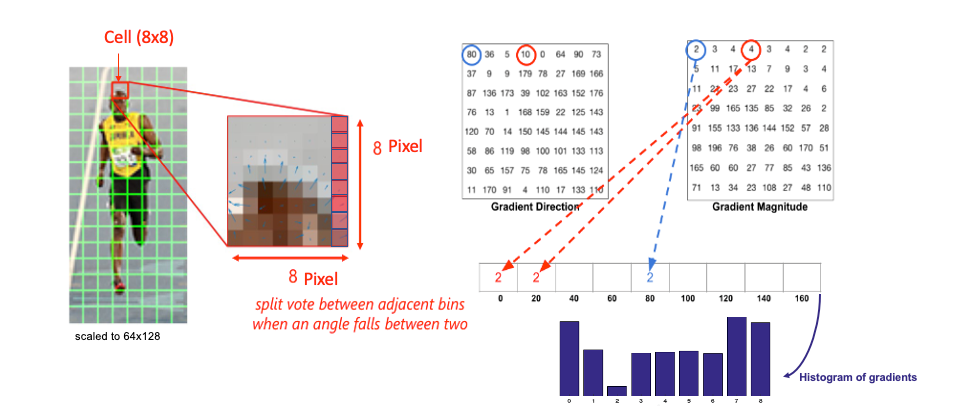 Cell (8x8)
scaled to 64x128
8 Pixel
8 Pixel
split vote between adjacent bins
when an angle falls between two
80 36 5 10 0 64 90 73
37 9 9 179 78 27 169 166
87 136 173 39 102 163 152 176
76 13 1 168 159 22 125 143
120 70 14 150 145 144 145 143
58 86 119 98 100 101 133 113
30 65 157 75 78 165 145 124
11 170 91 4 110 17 133 110
Gradient Direction
2 3 4 4 3 4 2 2
5 11 17 13 7 9 3 4
11 21 23 27 22 17 4 6
23 99 165 135 85 32 26 2
91 155 133 136 144 152 57 28
98 196 76 38 26 60 170 51
165 60 60 27 77 85 43 136
71 13 34 23 108 27 48 110
Gradient Magnitude
2 2 2
0 20 40 60 80 100 120 140 160
Histogram of gradients
0 1 2 3 4 5 6 7 8